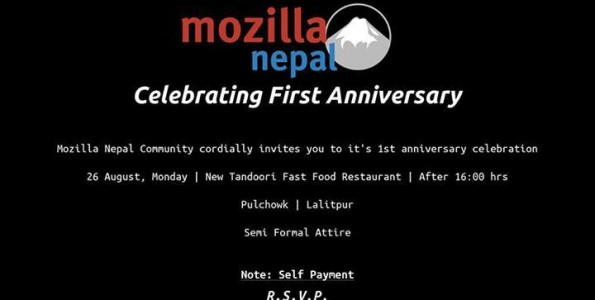 mozilla
nepal
Celebrating First Anniversary
Mozilla Nepal Community cordially invites you to it's 1st anniversary celebration
26 August, Monday | New Tandoori Fast Food Restaurant | After 16:00 hrs
Pulchowk | Lalitpur
Semi Formal Attire
Note: Self Payment
R.S.V.P.